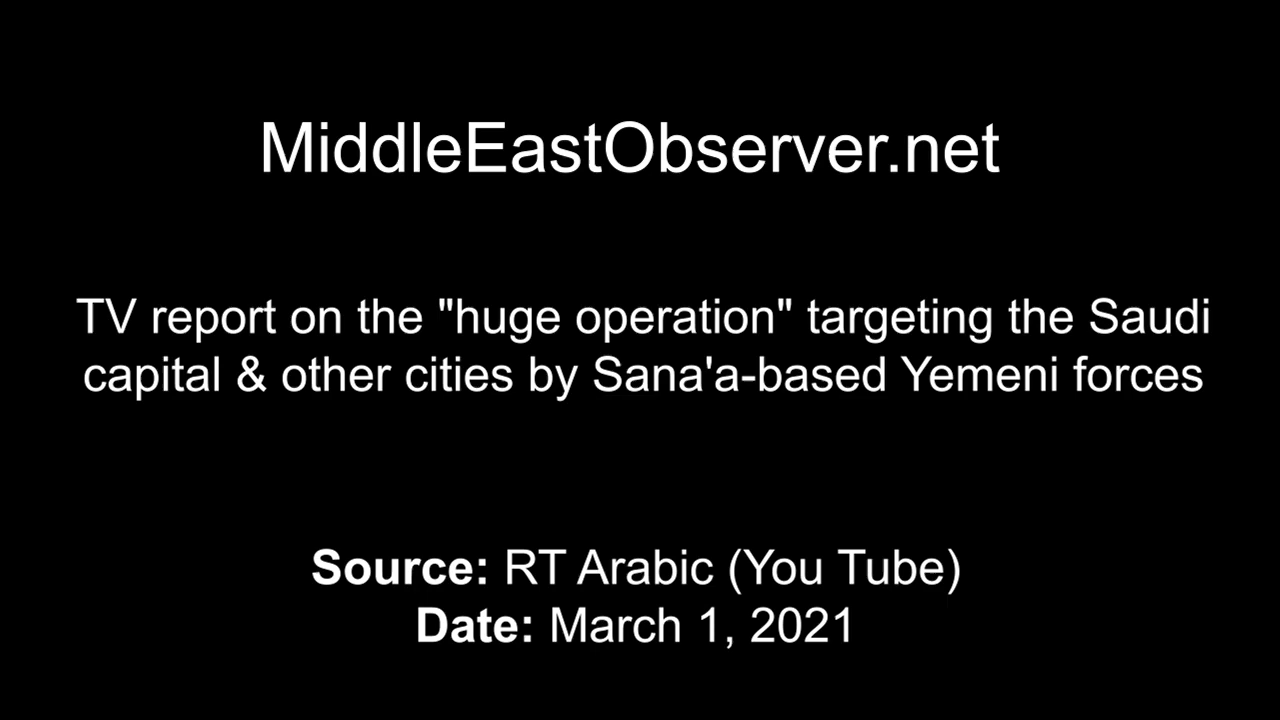 MiddleEastObserver.net
TV report on the "huge operation" targeting the Saudi
capital & other cities by Sana'a-based Yemeni forces
Source: RT Arabic (You Tube)
Date: March 1, 2021